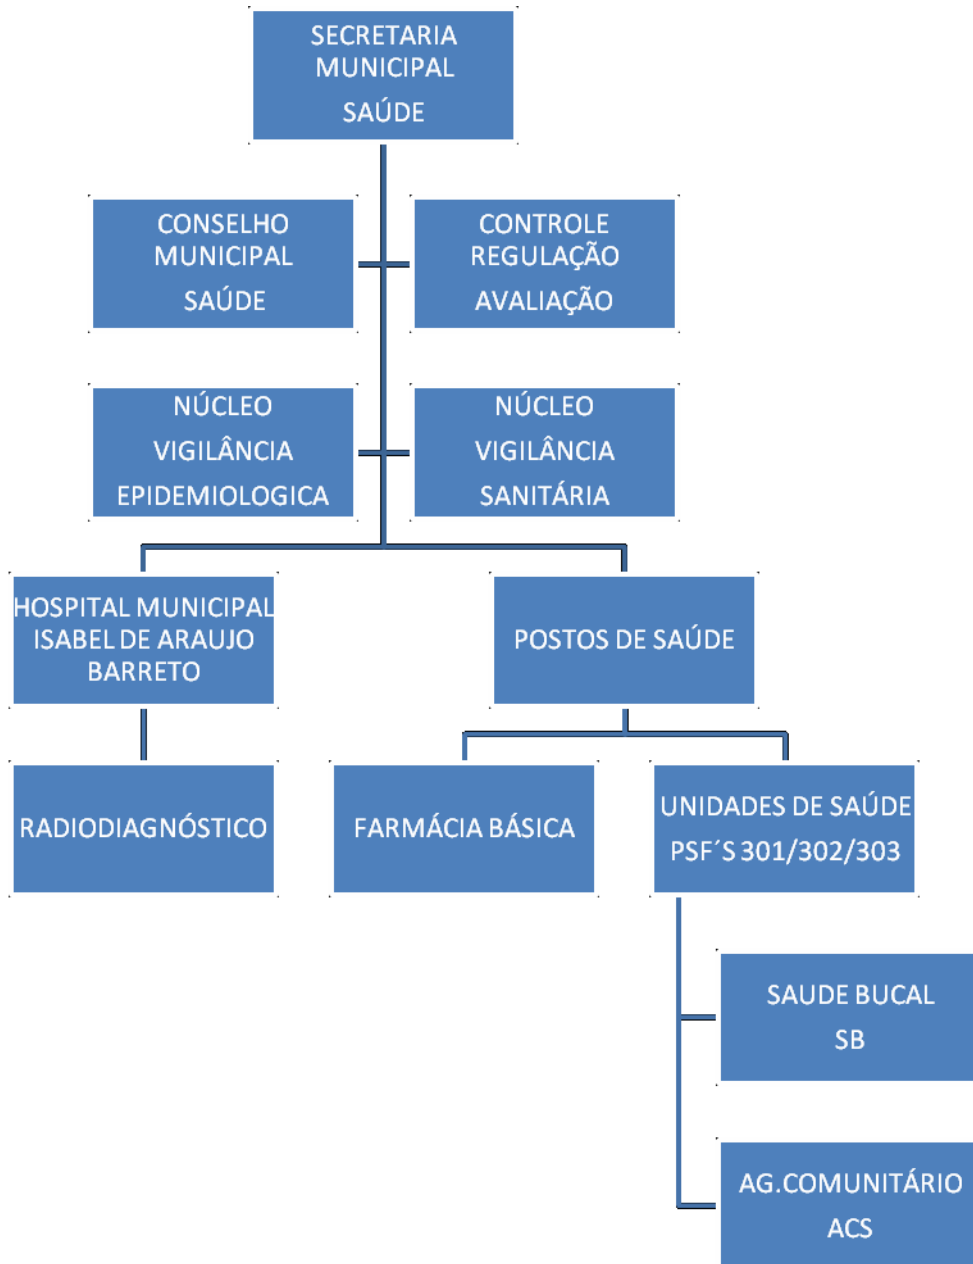 SECRETARIA
MUNICIPAL
SAÚDE
CONSELHO
MUNICIPAL
SAÚDE
CONTROLE
REGULAÇÃO
AVALIAÇÃO
NÚCLEO
VIGILÂNCIA
EPIDEMIOLOGICA
NÚCLEO
VIGILÂNCIA
SANITÁRIA
HOSPITAL MUNICIPAL
ISABEL DE ARAUJO
BARRETO
POSTOS DE SAÚDE
RADIODIAGNÓSTICO
FARMÁCIA BÁSICA
UNIDADES DE SAÚDE
PSF´S 301/302/303
SAUDE BUCAL
SB
AG.COMUNITÁRIO
ACS